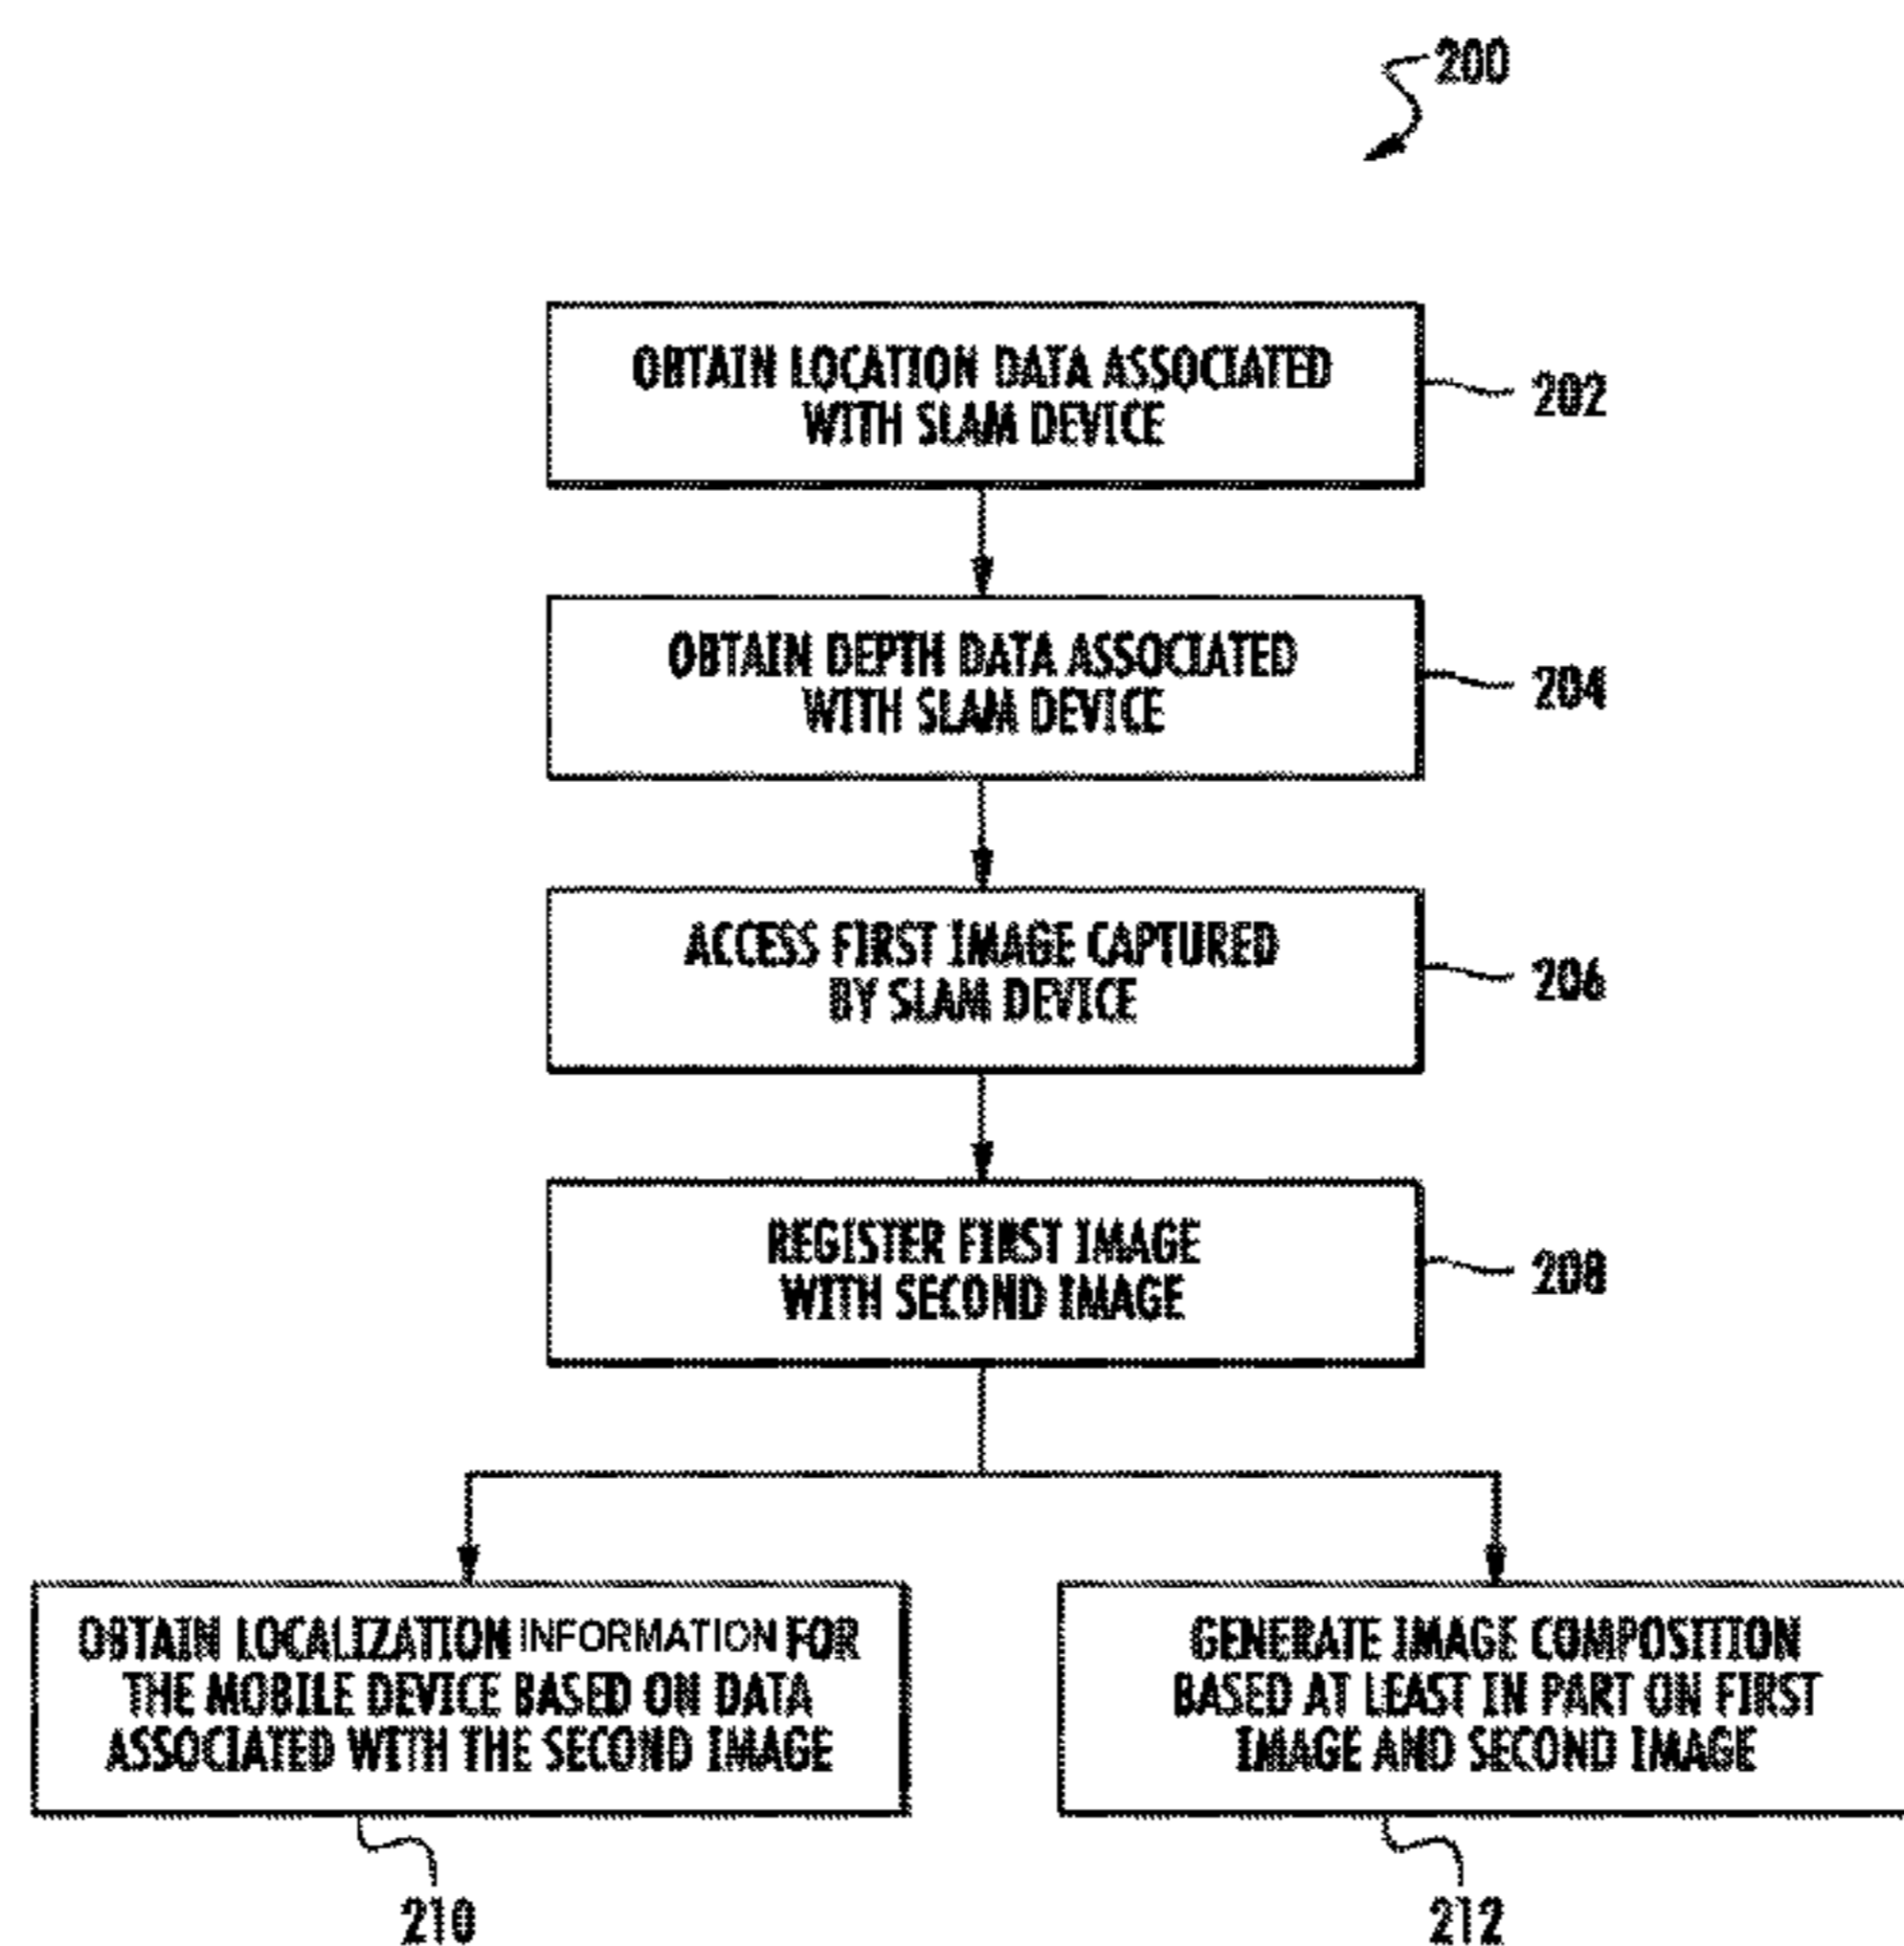 200
OBTAIN LOCATION DATA ASSOCIATED
WITH SLAM DEVICE
202
OBTAIN DEPTH DATA ASSOCIATED
WITH SLAM DEVICE
204
ACCESS FIRST IMAGE CAPTURED
BY SLAM DEVICE
206
REGISTER FIRST IMAGE
WITH SECOND IMAGE
208
OBTAIN LOCALIZATION INFORMATION FOR
THE MOBILE DEVICE BASED ON DATA
ASSOCIATED WITH THE SECOND IMAGE
210
GENERATE IMAGE COMPOSITION
BASED AT LEAST IN PART ON FIRST
IMAGE AND SECOND IMAGE
212